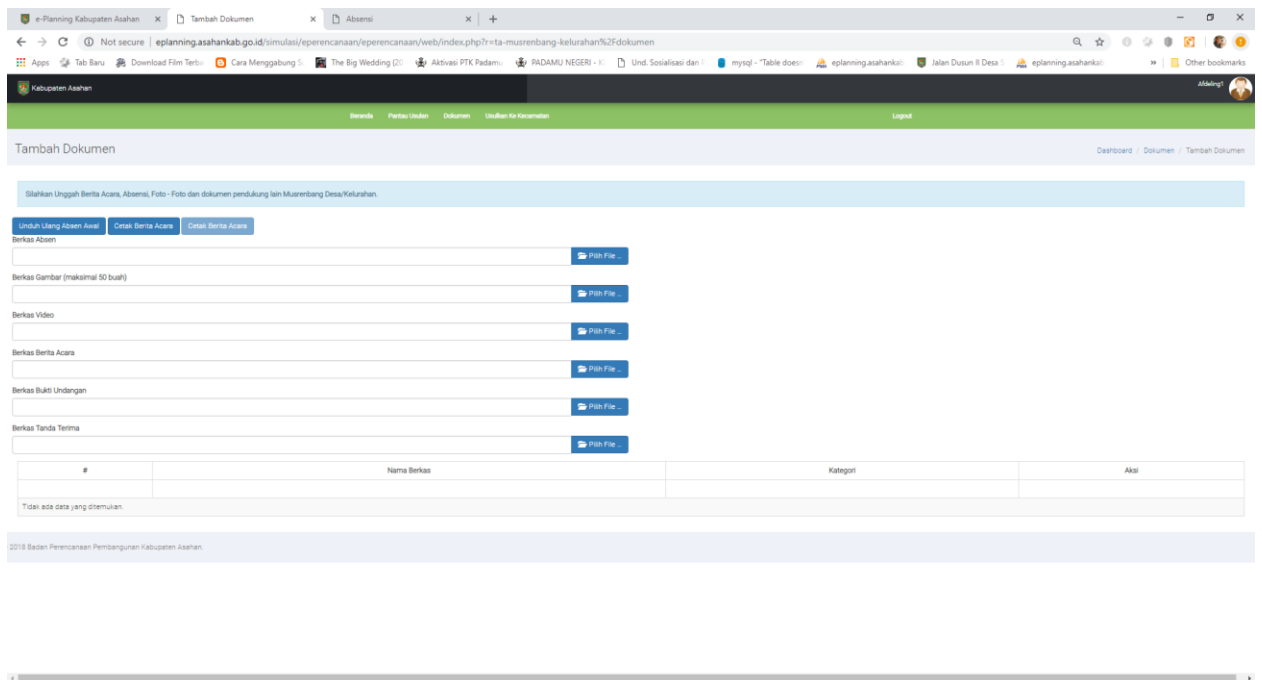 e-Planning Kabupaten Asahan
Tambah Dokumen
Absensi
Not secure | eplanning.asahankab.go.id/simulasi/eperencanaan/eperencanaan/web/index.php?r=ta-musrenbang-kelurahan%2Fdokumen
Apps Tab Baru Download Film Terbi Cara Menggabung S The Big Wedding (20 Aktivasi PTK Padamu PADAMU NEGERI - Und. Sosialisasi dan mysql - "Table doesn eplanning.asahankab Jalan Dusun II Desa S eplanning.asahankab » Other bookmarks
Kabupaten Asahan
Afdeling1
Beranda Pantau Usulan Dokumen Usulkan Ke Kecamatan Logout
Tambah Dokumen
Dashboard / Dokumen / Tambah Dokumen
Silahkan Unggah Berita Acara, Absensi, Foto - Foto dan dokumen pendukung lain Musrenbang Desa/Kelurahan.
Unduh Ulang Absen Awal Cetak Berita Acara Cetak Berita Acara
Berkas Absen
Pilih File ...
Berkas Gambar (maksimal 50 buah)
Pilih File ...
Berkas Video
Pilih File ...
Berkas Berita Acara
Pilih File ...
Berkas Bukti Undangan
Pilih File ...
Berkas Tanda Terima
Pilih File ...
# Nama Berkas Kategori Aksi
Tidak ada data yang ditemukan.
2018 Badan Perencanaan Pembangunan Kabupaten Asahan.